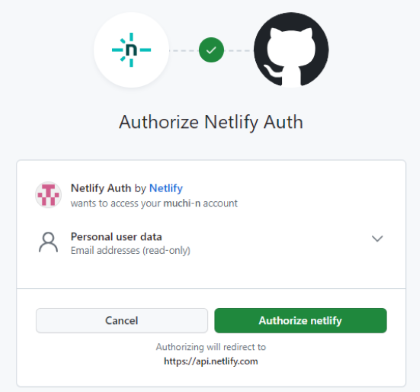 n
Authorize Netlify Auth
Netlify Auth by Netlify
wants to access your muchi-n account
Personal user data
Email addresses (read-only)
Cancel
Authorize netlify
Authorizing will redirect to
https://api.netlify.com